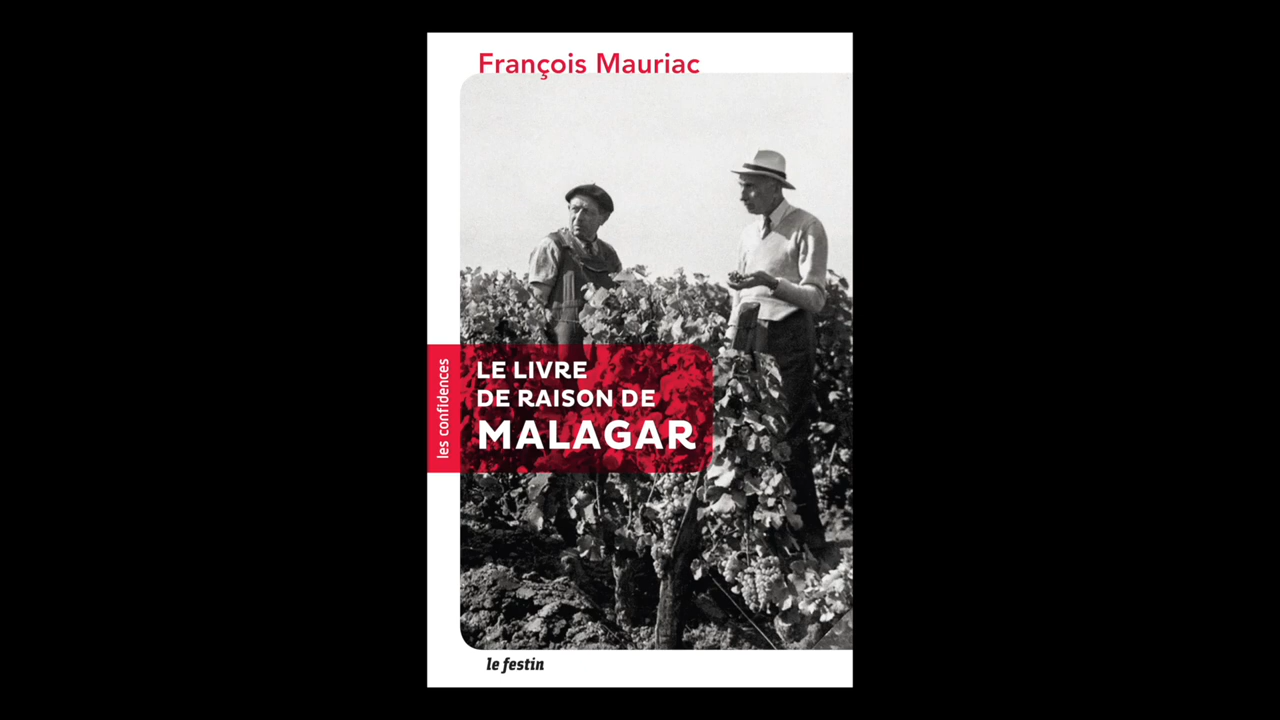 François Mauriac
les confidences
LE LIVRE
DE RAISON DE
MALAGAR
le festin